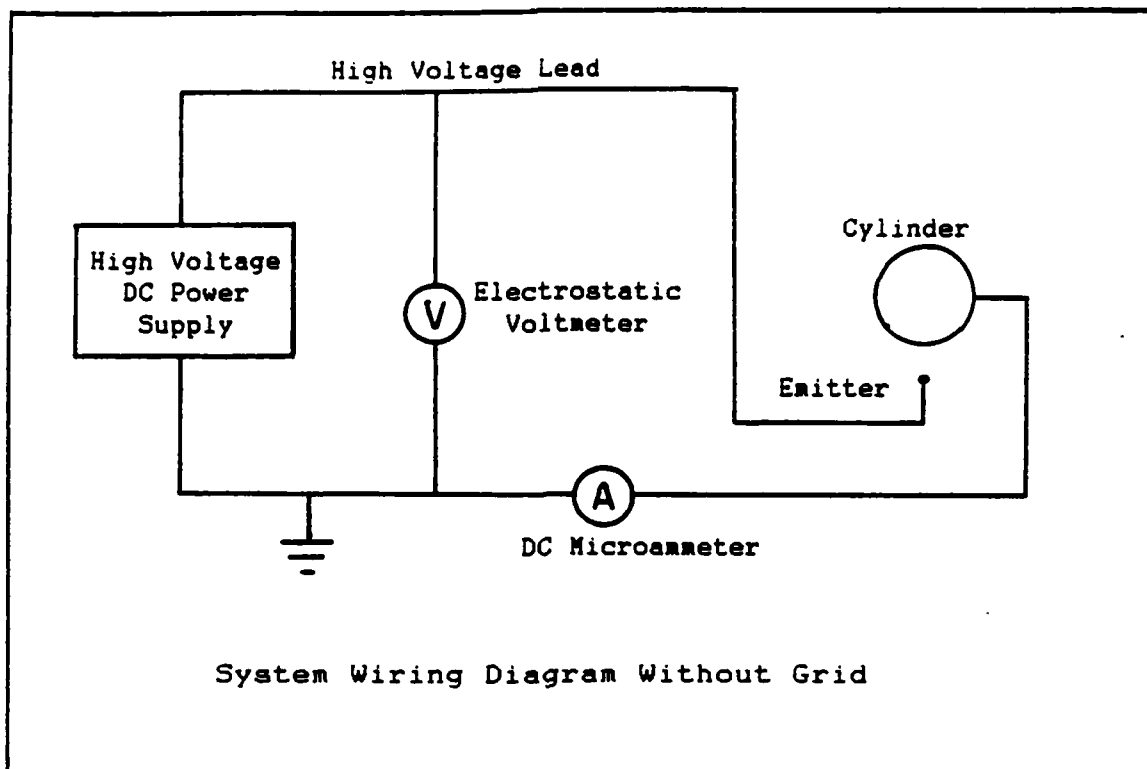 High Voltage Lead
High Voltage
DC Power
Supply
V
Electrostatic
Voltmeter
Cylinder
Emitter
A
DC Microammeter
System Wiring Diagram Without Grid